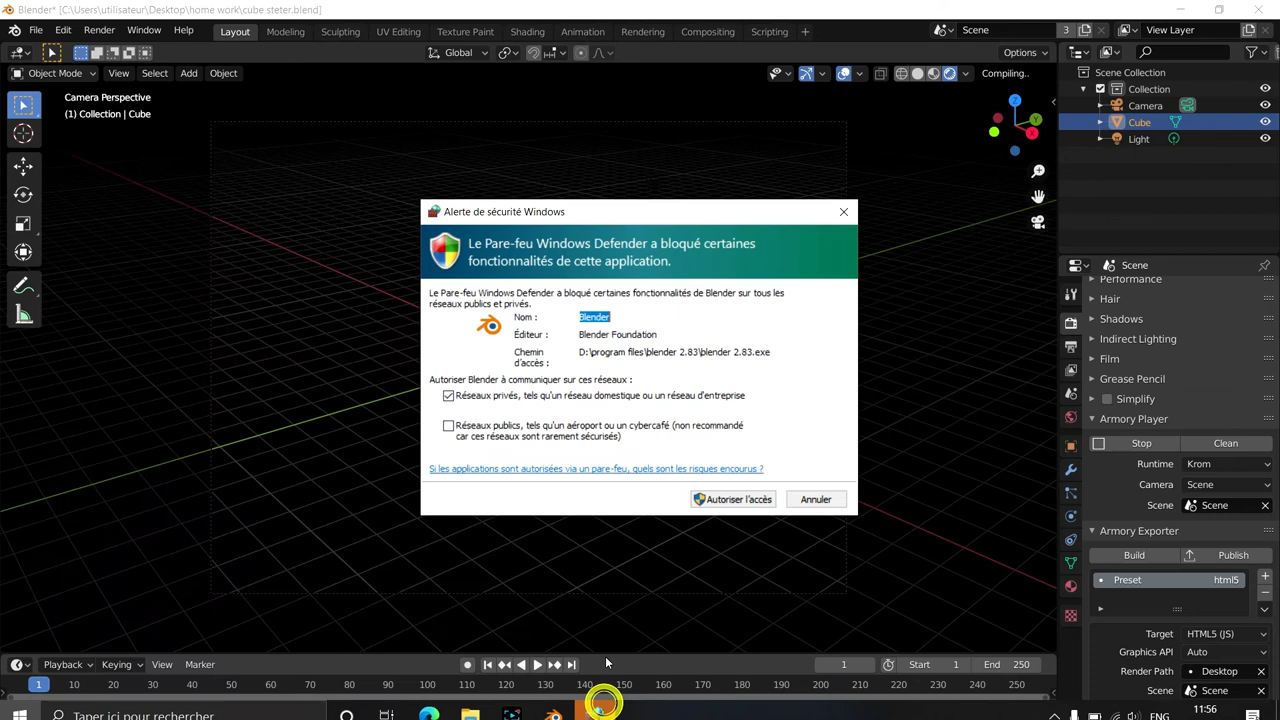 Blender* [C:\Users\utilisateur\Desktop\home work\cube steter.blend]
File Edit Render Window Help Layout Modeling Sculpting UV Editing Texture Paint Shading Animation Rendering Compositing Scripting + Scene 3 View Layer
Global Options
Object Mode View Select Add Object Compiling..
Camera Perspective
(1) Collection | Cube
Z
Y
X
Scene Collection
Collection
Camera
Cube
Light
Alerte de sécurité Windows
Le Pare-feu Windows Defender a bloqué certaines
fonctionnalités de cette application.
Le Pare-feu Windows Defender a bloqué certaines fonctionnalités de Blender sur tous les
réseaux publics et privés.
Nom : Blender
Éditeur : Blender Foundation
Chemin D:\program files\blender 2.83\blender 2.83.exe
d'accès :
Autoriser Blender à communiquer sur ces réseaux :
Réseaux privés, tels qu'un réseau domestique ou un réseau d'entreprise
Réseaux publics, tels qu'un aéroport ou un cybercafé (non recommandé
car ces réseaux sont rarement sécurisés)
Si les applications sont autorisées via un pare-feu, quels sont les risques encourus ?
Autoriser l'accès Annuler
Scene
Performance
Hair
Shadows
Indirect Lighting
Film
Grease Pencil
Simplify
Armory Player
Stop Clean
Runtime Krom
Camera Scene
Scene Scene
Armory Exporter
Build Publish
Preset html5
Target HTML5 (JS)
Graphics API Auto
Render Path Desktop
Scene Scene
Playback Keying View Marker 1 Start 1 End 250
1 10 20 30 40 50 60 70 80 90 100 110 120 130 140 150 160 170 180 190 200 210 220 230 240 250
Taper ici pour rechercher 11:56